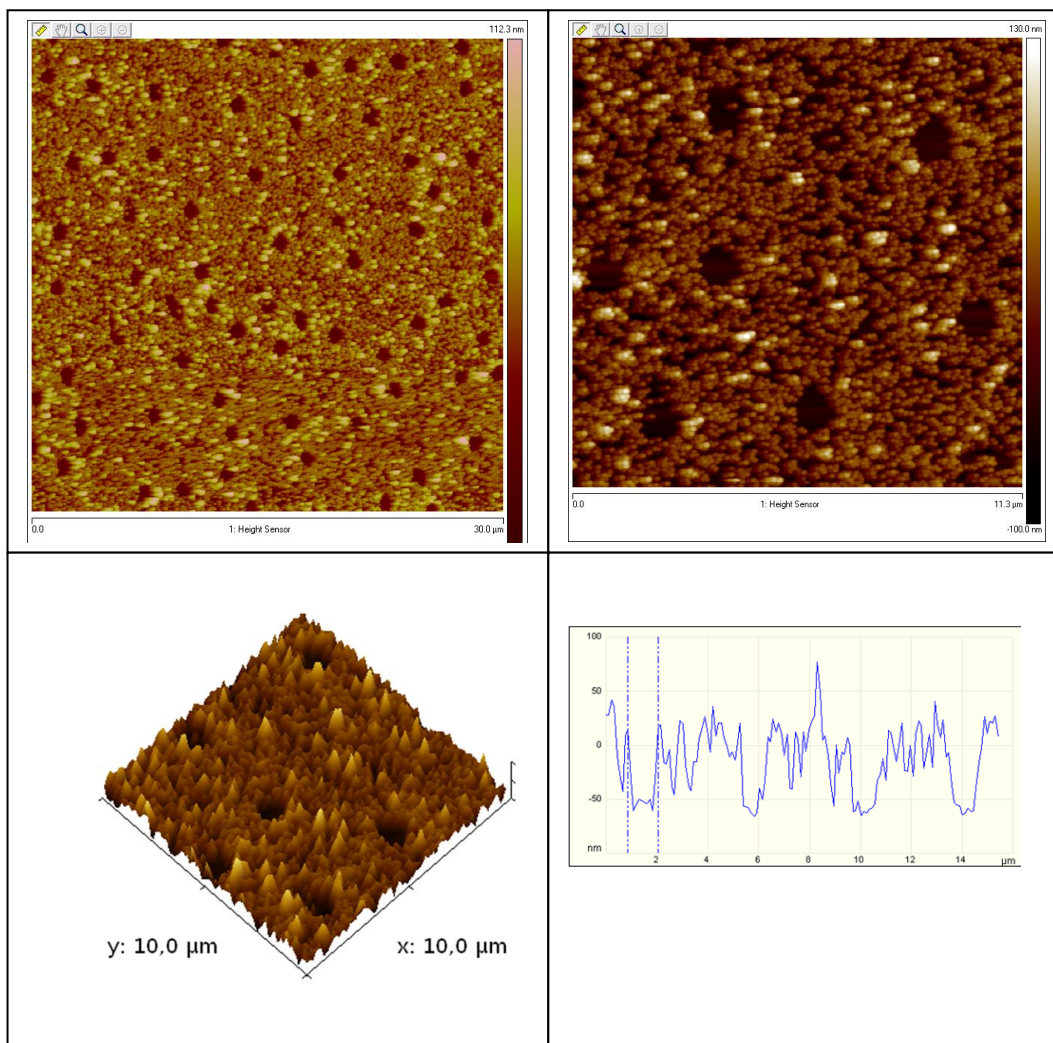 112.3 nm
0.0
1: Height Sensor
30.0 µm
130.0 nm
0.0
1: Height Sensor
11.3 µm
-100.0 nm
y: 10,0 µm
x: 10,0 µm
100
50
0
-50
nm
2
4
6
8
10
12
14
µm